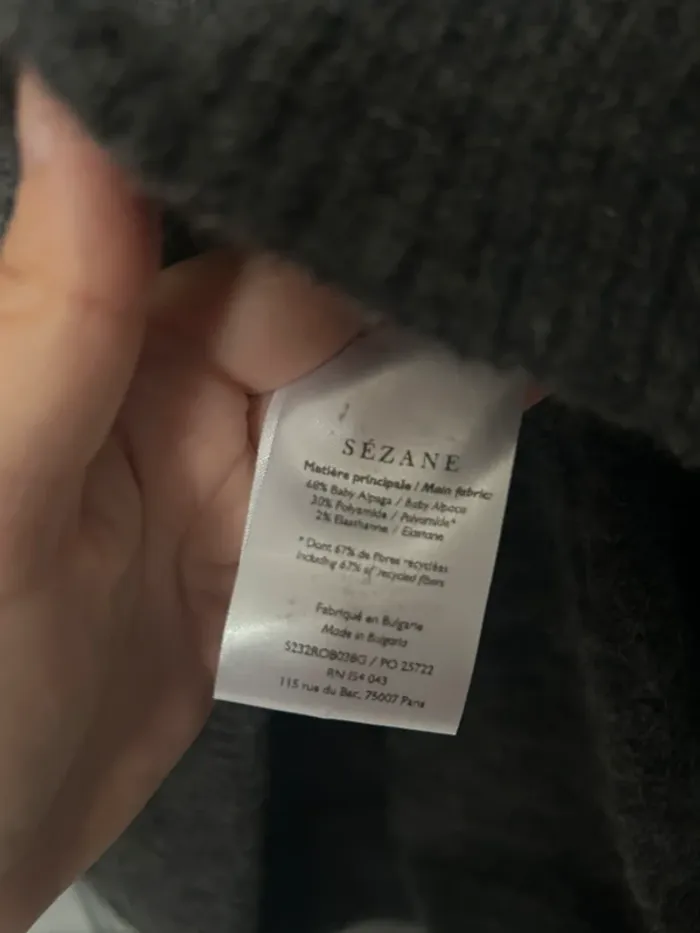 SÉZANE
Matière principale / Main fabric:
68% Baby Alpaga / Baby Alpaca
30% Polyamide / Polyamide*
2% Elasthanne / Elastane
* Dont 67% de fibres recyclées
Including 67% of recycled fibers
Fabriqué en Bulgarie
Made in Bulgaria
/ PO 25722
RN 154 043
115 rue du Bac, 75007 Paris